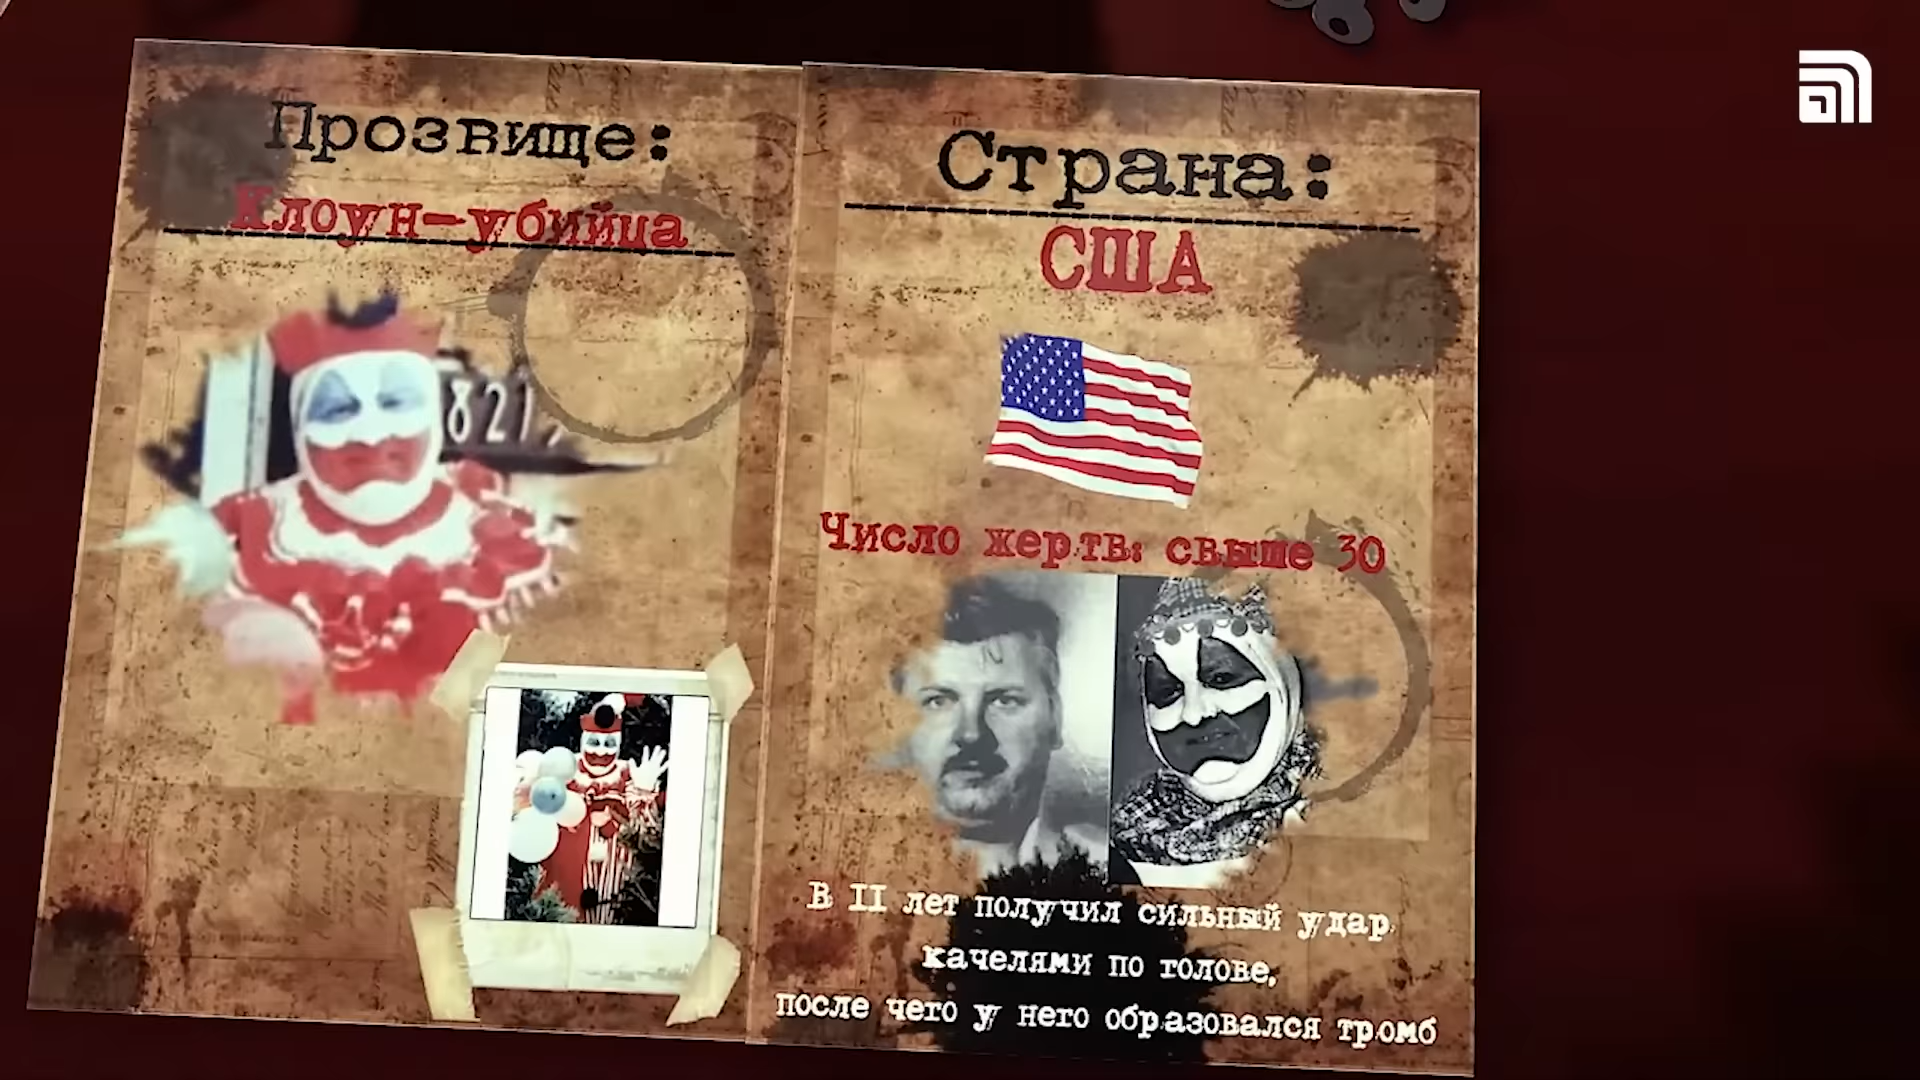 Прозвище:
Клоун-убийца
8213
Страна:
США
Число жертв: свыше 30
В 11 лет получил сильный удар
качелями по голове,
после чего у него образовался тромб